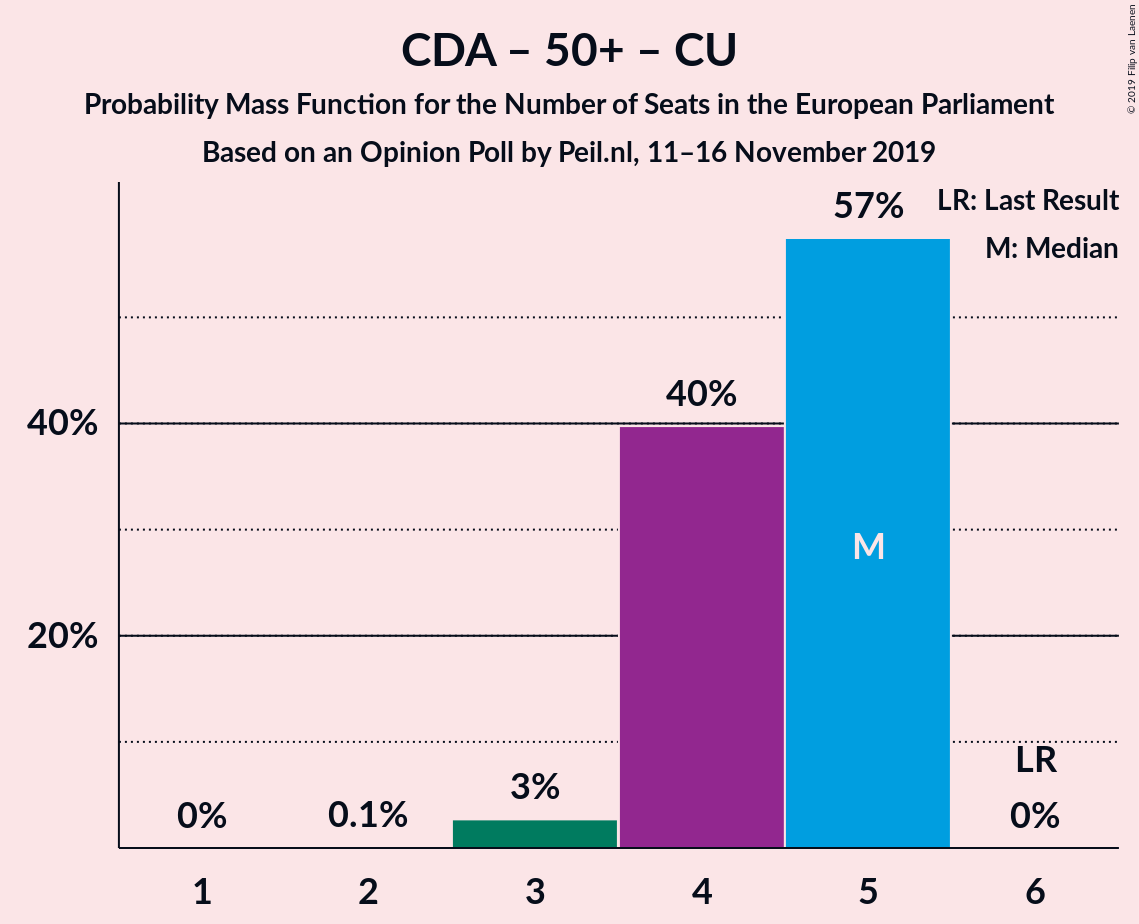 CDA – 50+ – CU
Probability Mass Function for the Number of Seats in the European Parliament
Based on an Opinion Poll by Peil.nl, 11–16 November 2019
© 2019 Filip van Laenen
LR: Last Result
M: Median
57%
40%
40%
M
20%
LR
3%
0%
0.1%
0%
1
2
3
4
5
6